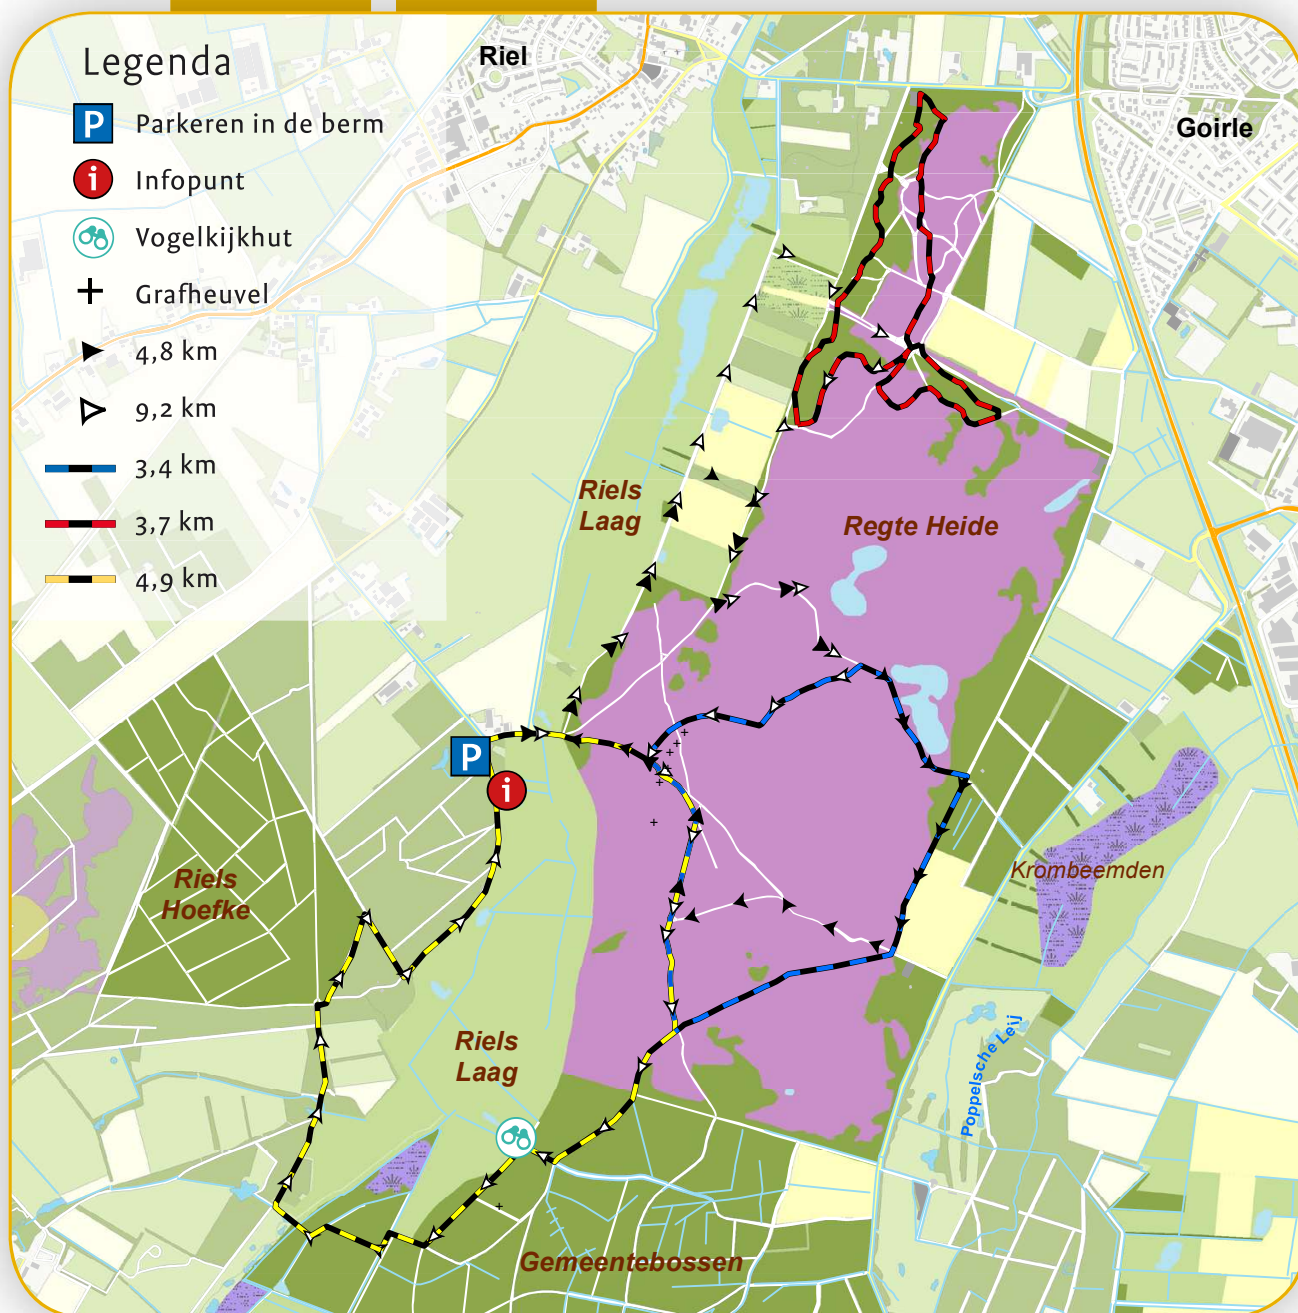 Legenda
P Parkeren in de berm
i Infopunt
Vogelkijkhut
Grafheuvel
4,8 km
9,2 km
3,4 km
3,7 km
4,9 km
Riel
Goirle
Riels
Laag
Regte Heide
P
i
Riels
Hoefke
Krombeemden
Riels
Laag
Poppelsche Leij
Gemeentebossen